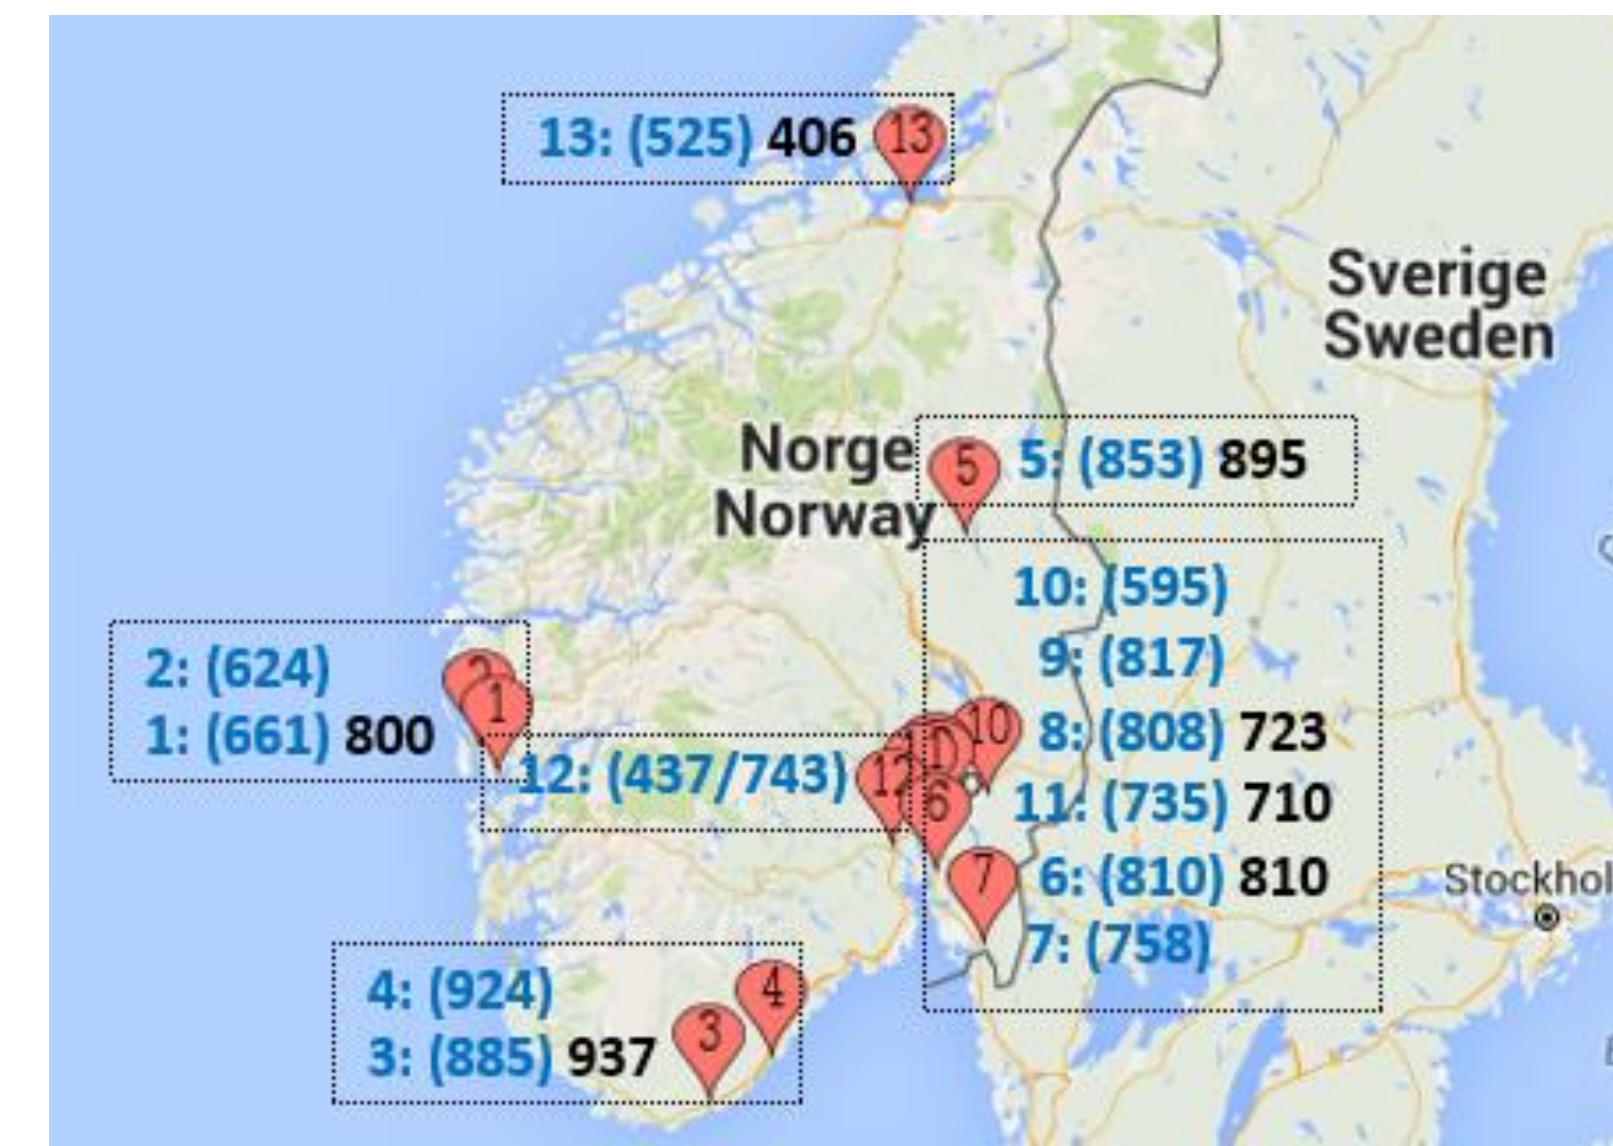 13: (525) 406
13
Sverige
Sweden
Norge
Norway
5
5: (853) 895
10: (595)
9: (817)
8: (808) 723
11: (735) 710
6: (810) 810
7: (758)
2: (624)
1: (661) 800
2
1
12: (437/743)
12
10
6
7
Stockhol
4: (924)
3: (885) 937
4
3